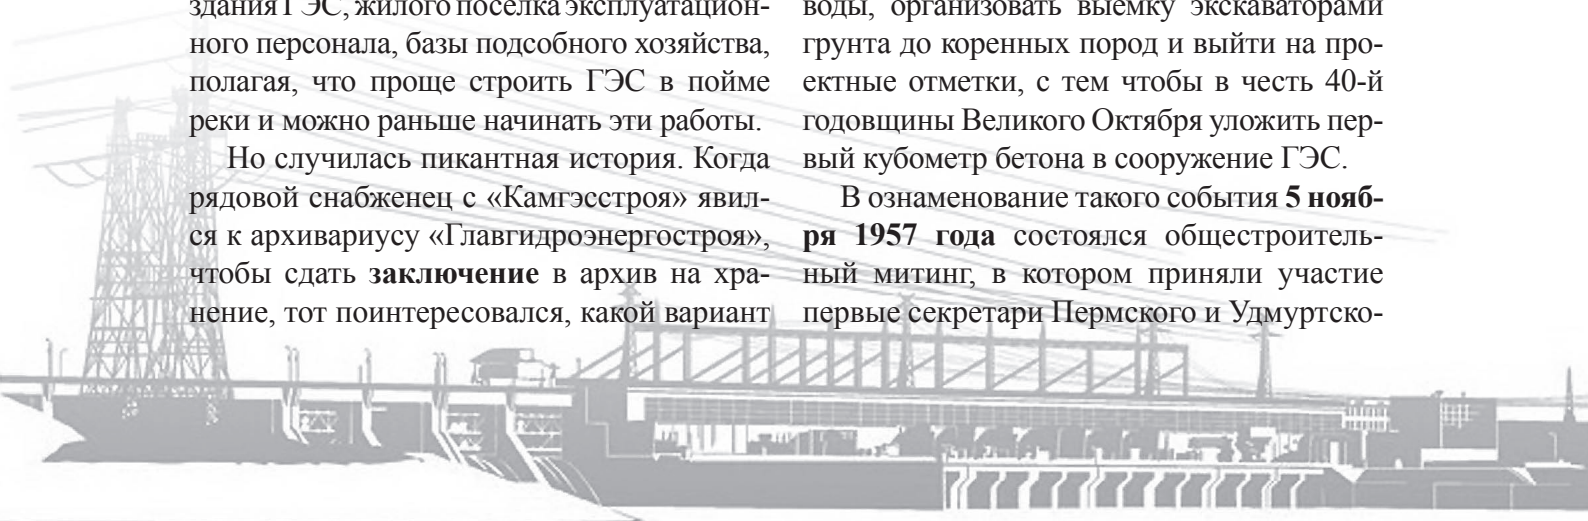 здания ГЭС, жилого поселка эксплуатацион-
ного персонала, базы подсобного хозяйства,
полагая, что проще строить ГЭС в пойме
реки и можно раньше начинать эти работы.
Но случилась пикантная история. Когда
рядовой снабженец с «Камгэсстроя» явил-
ся к архивариусу «Главгидроэнергостроя»,
чтобы сдать заключение в архив на хра-
нение, тот поинтересовался, какой вариант
воды, организовать выемку экскаваторами
грунта до коренных пород и выйти на про-
ектные отметки, с тем чтобы в честь 40-й
годовщины Великого Октября уложить пер-
вый кубометр бетона в сооружение ГЭС.
В ознаменование такого события 5 нояб-
ря 1957 года состоялся общестроитель-
ный митинг, в котором приняли участие
первые секретари Пермского и Удмуртско-